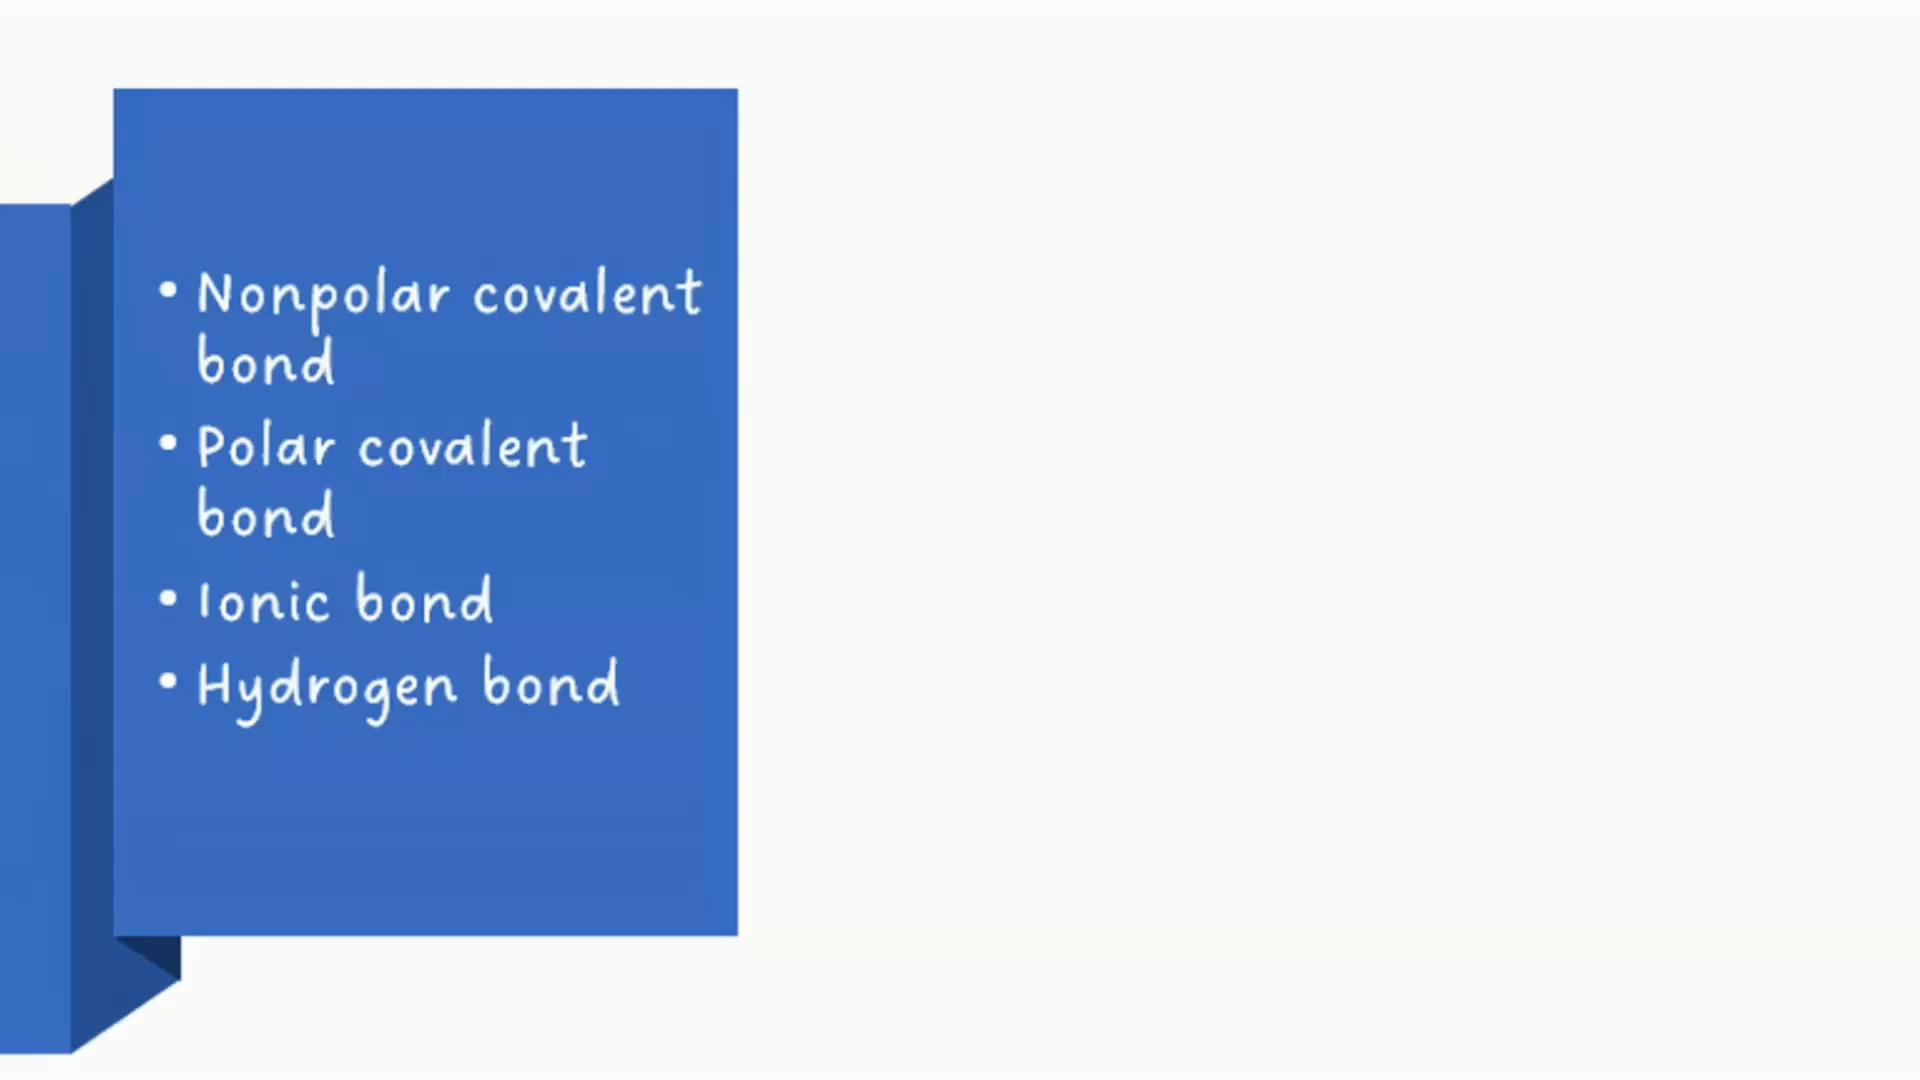 • Nonpolar covalent
bond
• Polar covalent
bond
• Ionic bond
• Hydrogen bond